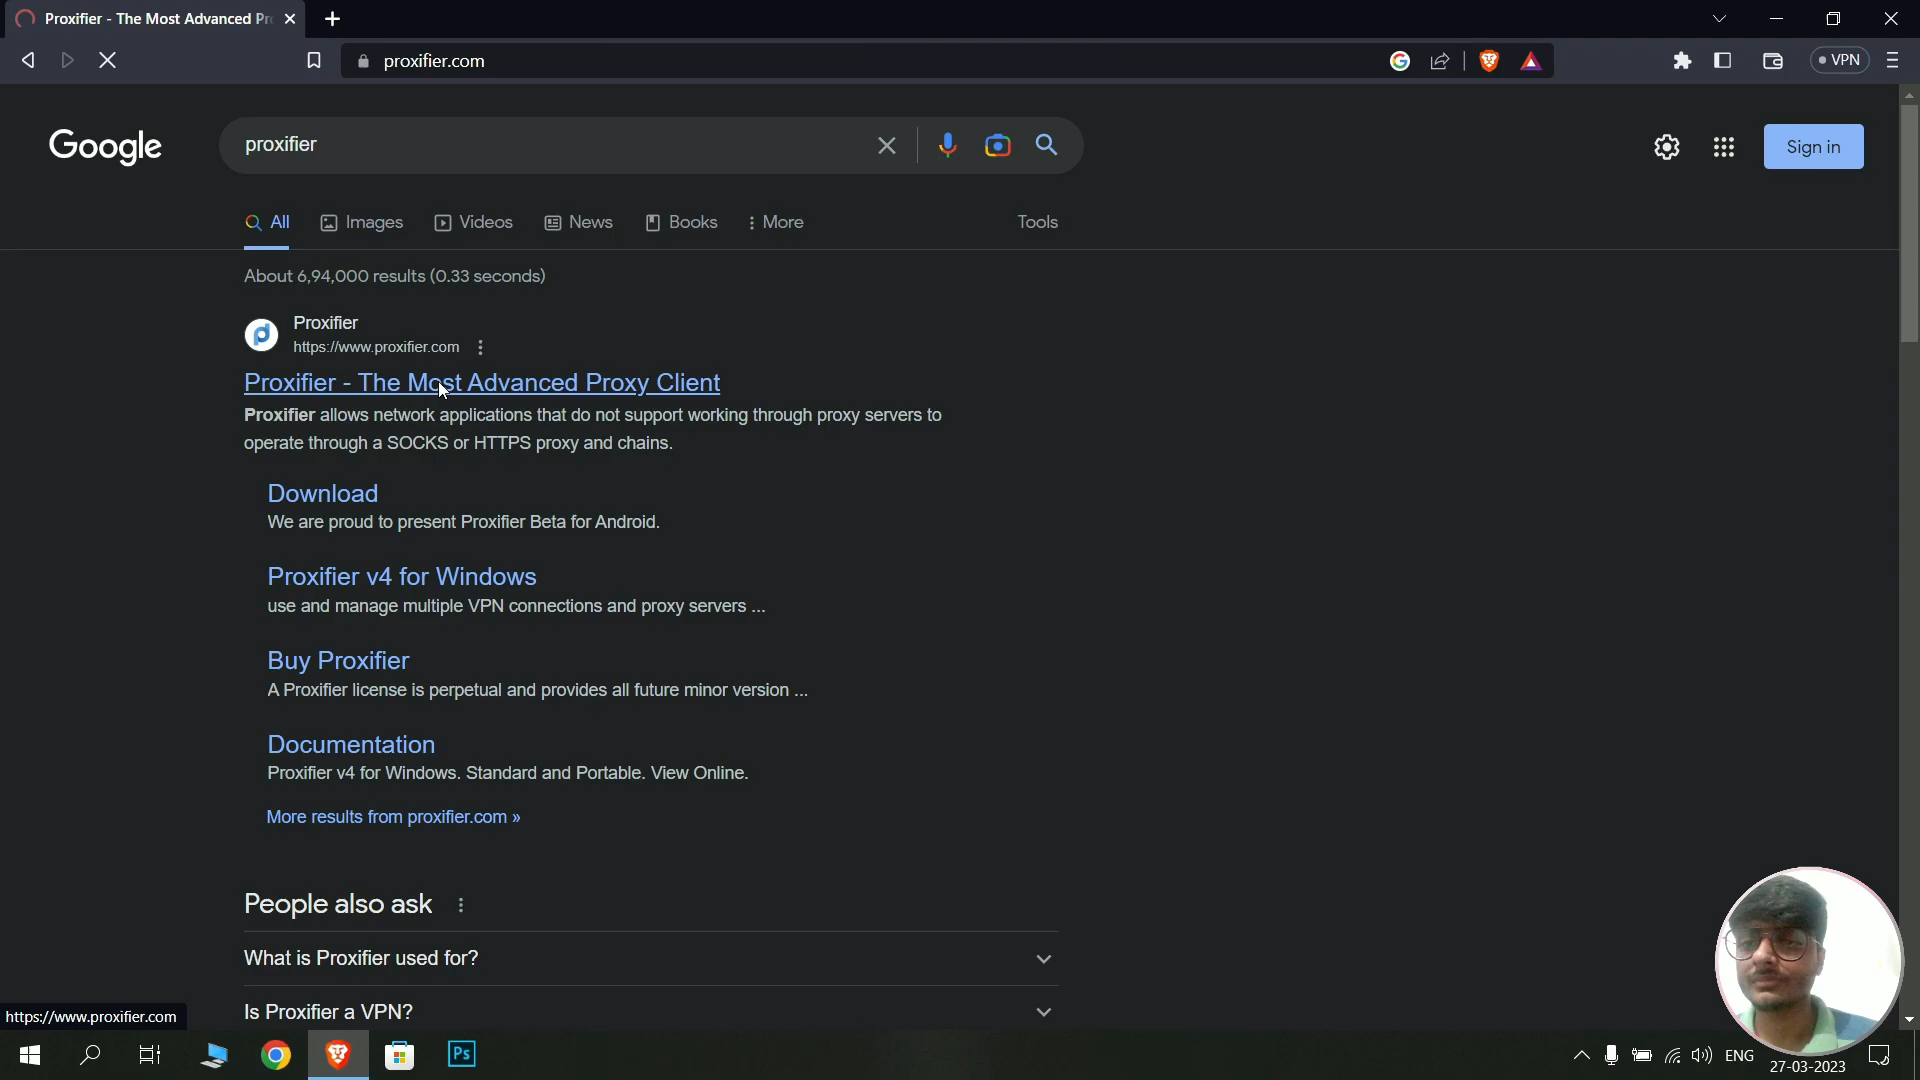 Proxifier - The Most Advanced Pr
proxifier.com
VPN
Google
proxifier
Sign in
All
Images
Videos
News
Books
More
Tools
About 6,94,000 results (0.33 seconds)
Proxifier
https://www.proxifier.com
Proxifier - The Most Advanced Proxy Client
Proxifier allows network applications that do not support working through proxy servers to
operate through a SOCKS or HTTPS proxy and chains.
Download
We are proud to present Proxifier Beta for Android.
Proxifier v4 for Windows
use and manage multiple VPN connections and proxy servers ...
Buy Proxifier
A Proxifier license is perpetual and provides all future minor version ...
Documentation
Proxifier v4 for Windows. Standard and Portable. View Online.
More results from proxifier.com »
People also ask
What is Proxifier used for?
Is Proxifier a VPN?
https://www.proxifier.com
Ps
ENG
27-03-2023